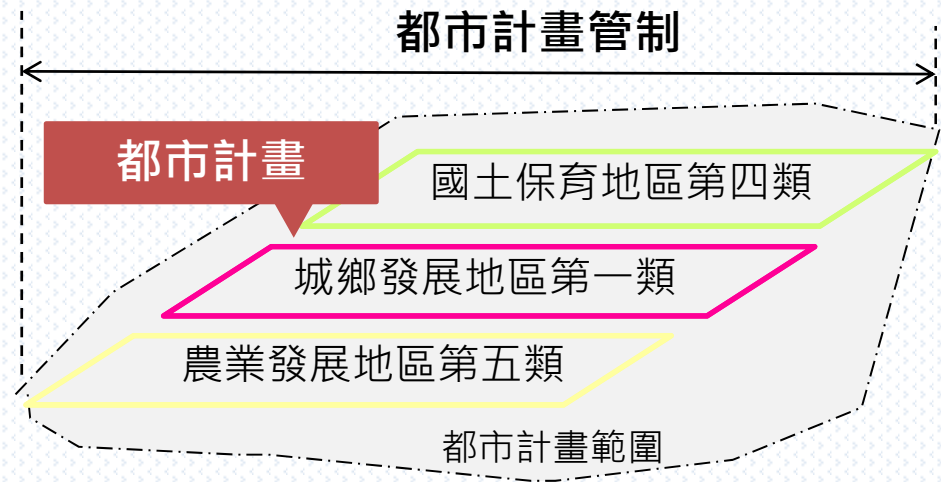 都市計畫管制
都市計畫
國土保育地區第四類
城鄉發展地區第一類
農業發展地區第五類
都市計畫範圍